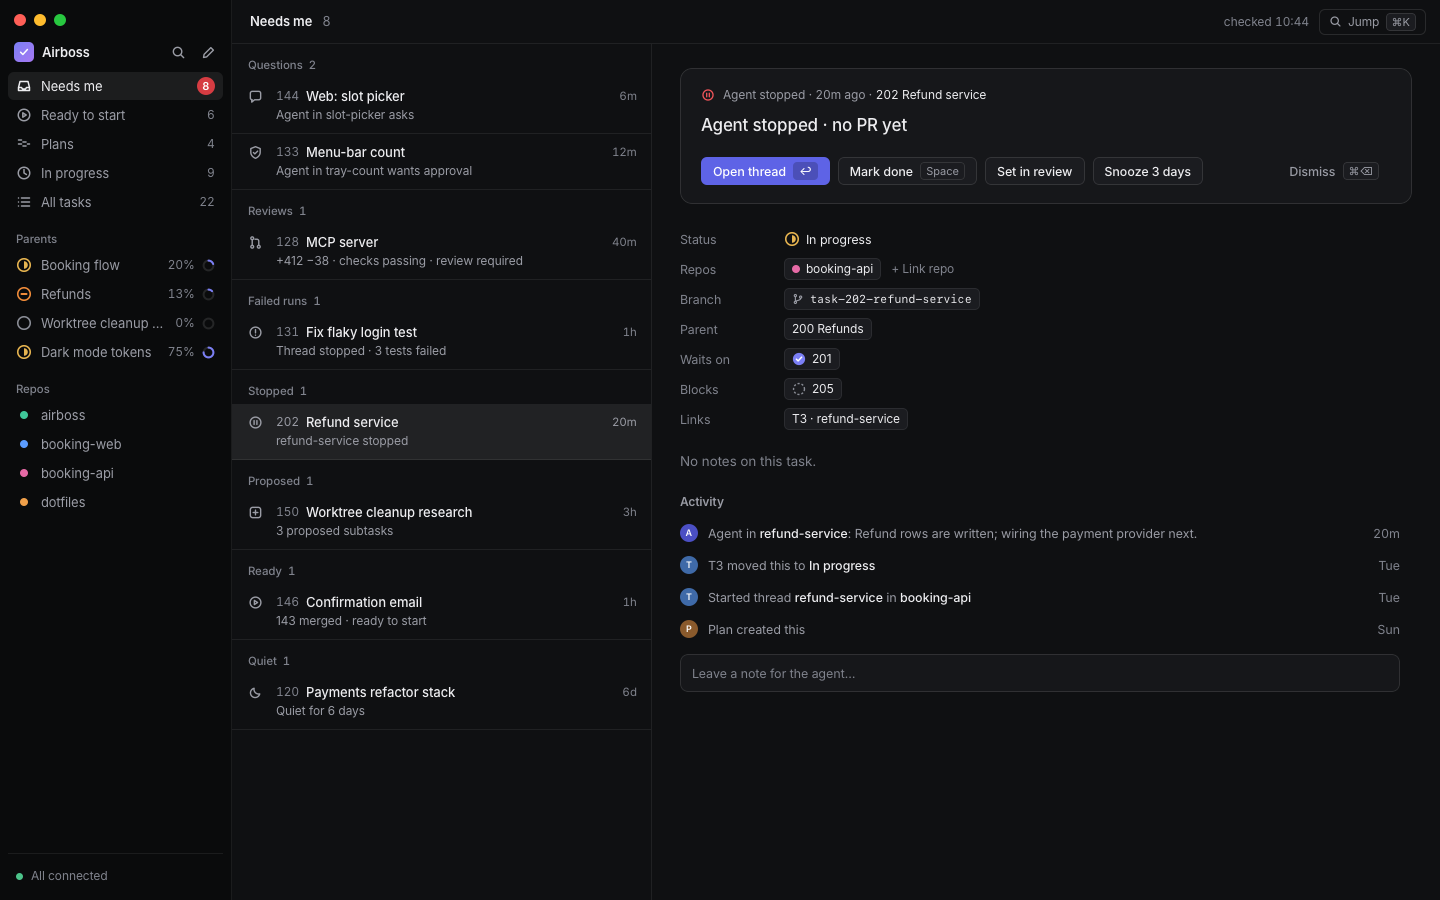 Airboss
Needs me 8
Ready to start 6
Plans 4
In progress 9
All tasks 22
Parents
Booking flow 20%
Refunds 13%
Worktree cleanup ... 0%
Dark mode tokens 75%
Repos
airboss
booking-web
booking-api
dotfiles
All connected
Needs me 8
checked 10:44
Jump ⌘K
Questions 2
144 Web: slot picker 6m
Agent in slot-picker asks
133 Menu-bar count 12m
Agent in tray-count wants approval
Reviews 1
128 MCP server 40m
+412 −38 · checks passing · review required
Failed runs 1
131 Fix flaky login test 1h
Thread stopped · 3 tests failed
Stopped 1
202 Refund service 20m
refund-service stopped
Proposed 1
150 Worktree cleanup research 3h
3 proposed subtasks
Ready 1
146 Confirmation email 1h
143 merged · ready to start
Quiet 1
120 Payments refactor stack 6d
Quiet for 6 days
Agent stopped · 20m ago · 202 Refund service
Agent stopped · no PR yet
Open thread ↩ Mark done Space Set in review Snooze 3 days Dismiss ⌘⌫
Status In progress
Repos booking-api + Link repo
Branch task-202-refund-service
Parent 200 Refunds
Waits on 201
Blocks 205
Links T3 · refund-service
No notes on this task.
Activity
A Agent in refund-service: Refund rows are written; wiring the payment provider next. 20m
T T3 moved this to In progress Tue
T Started thread refund-service in booking-api Tue
P Plan created this Sun
Leave a note for the agent...